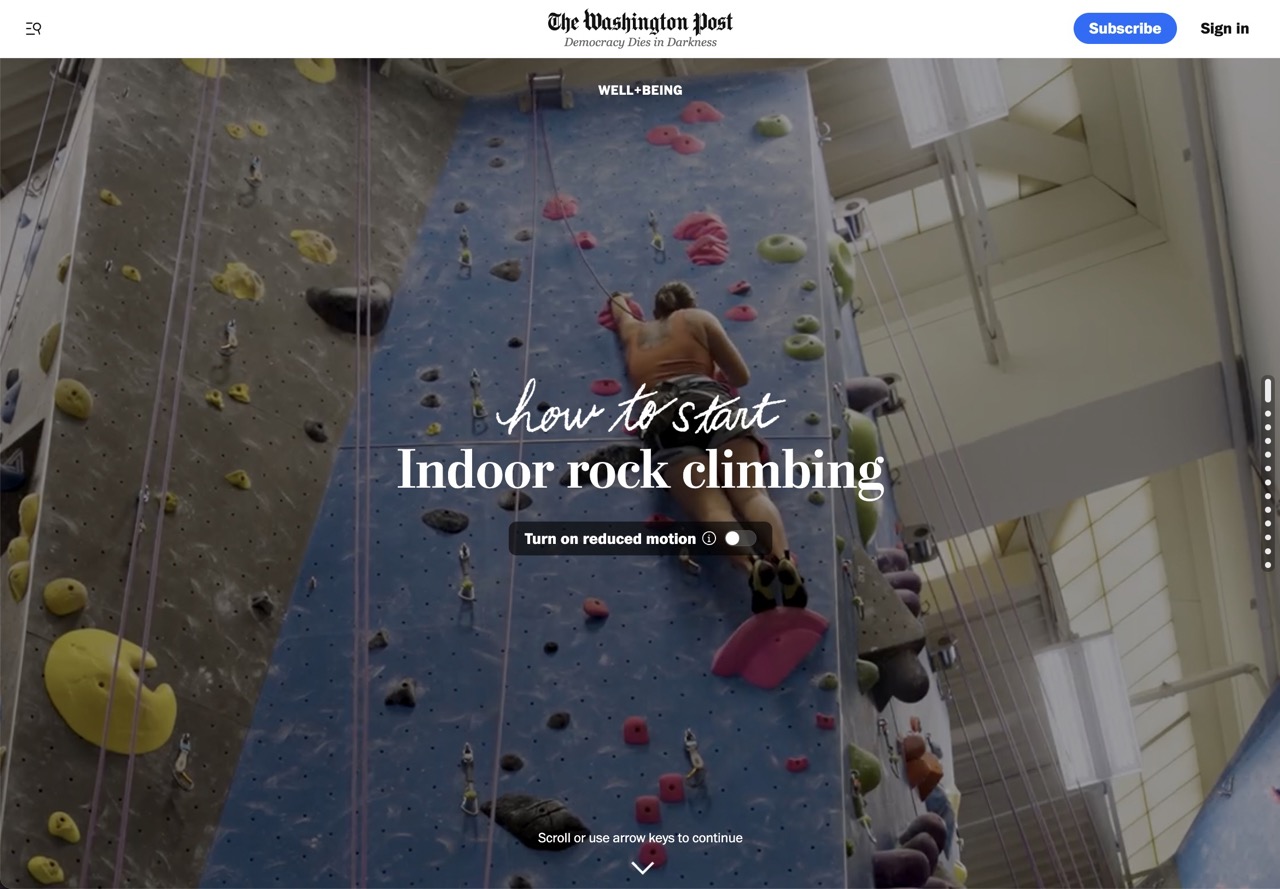 The Washington Post
Democracy Dies in Darkness
Subscribe
Sign in
WELL+BEING
how to start
Indoor rock climbing
Turn on reduced motion
Scroll or use arrow keys to continue